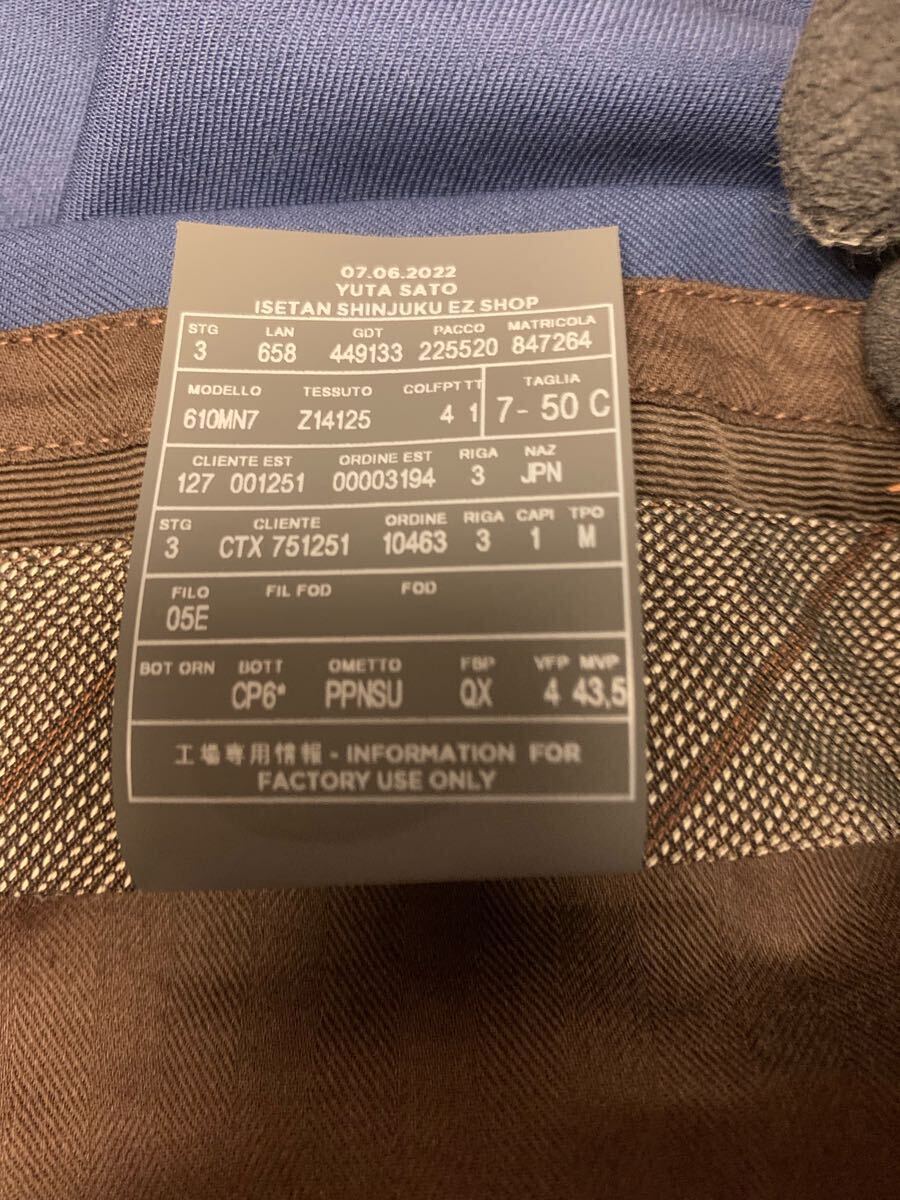 07.06.2022
YUTA SATO
ISETAN SHINJUKU EZ SHOP
STG LAN GDT PACCO MATRICOLA
3 658 449133 225520 847264
MODELLO TESSUTO COLFPTTT TAGLIA
610MN7 Z14125 4 1 7- 50 C
CLIENTE EST ORDINE EST RIGA NAZ
127 001251 00003194 3 JPN
STG CLIENTE ORDINE RIGA CAPI TPO
3 CTX 751251 10463 3 1 M
FILO FIL FOD FOD
05E
BOT ORN BOTT OMETTO FBP VFP MVP
CP6* PPNSU QX 4 43,5
工場専用情報 - INFORMATION FOR
FACTORY USE ONLY